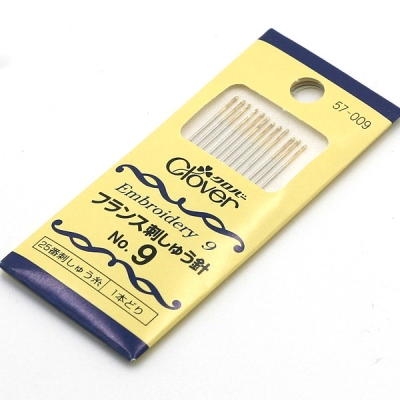 57-009
クロバー
Clover
Embroidery 9
フランス刺しゅう針
No. 9
25番刺しゅう糸 1本どり